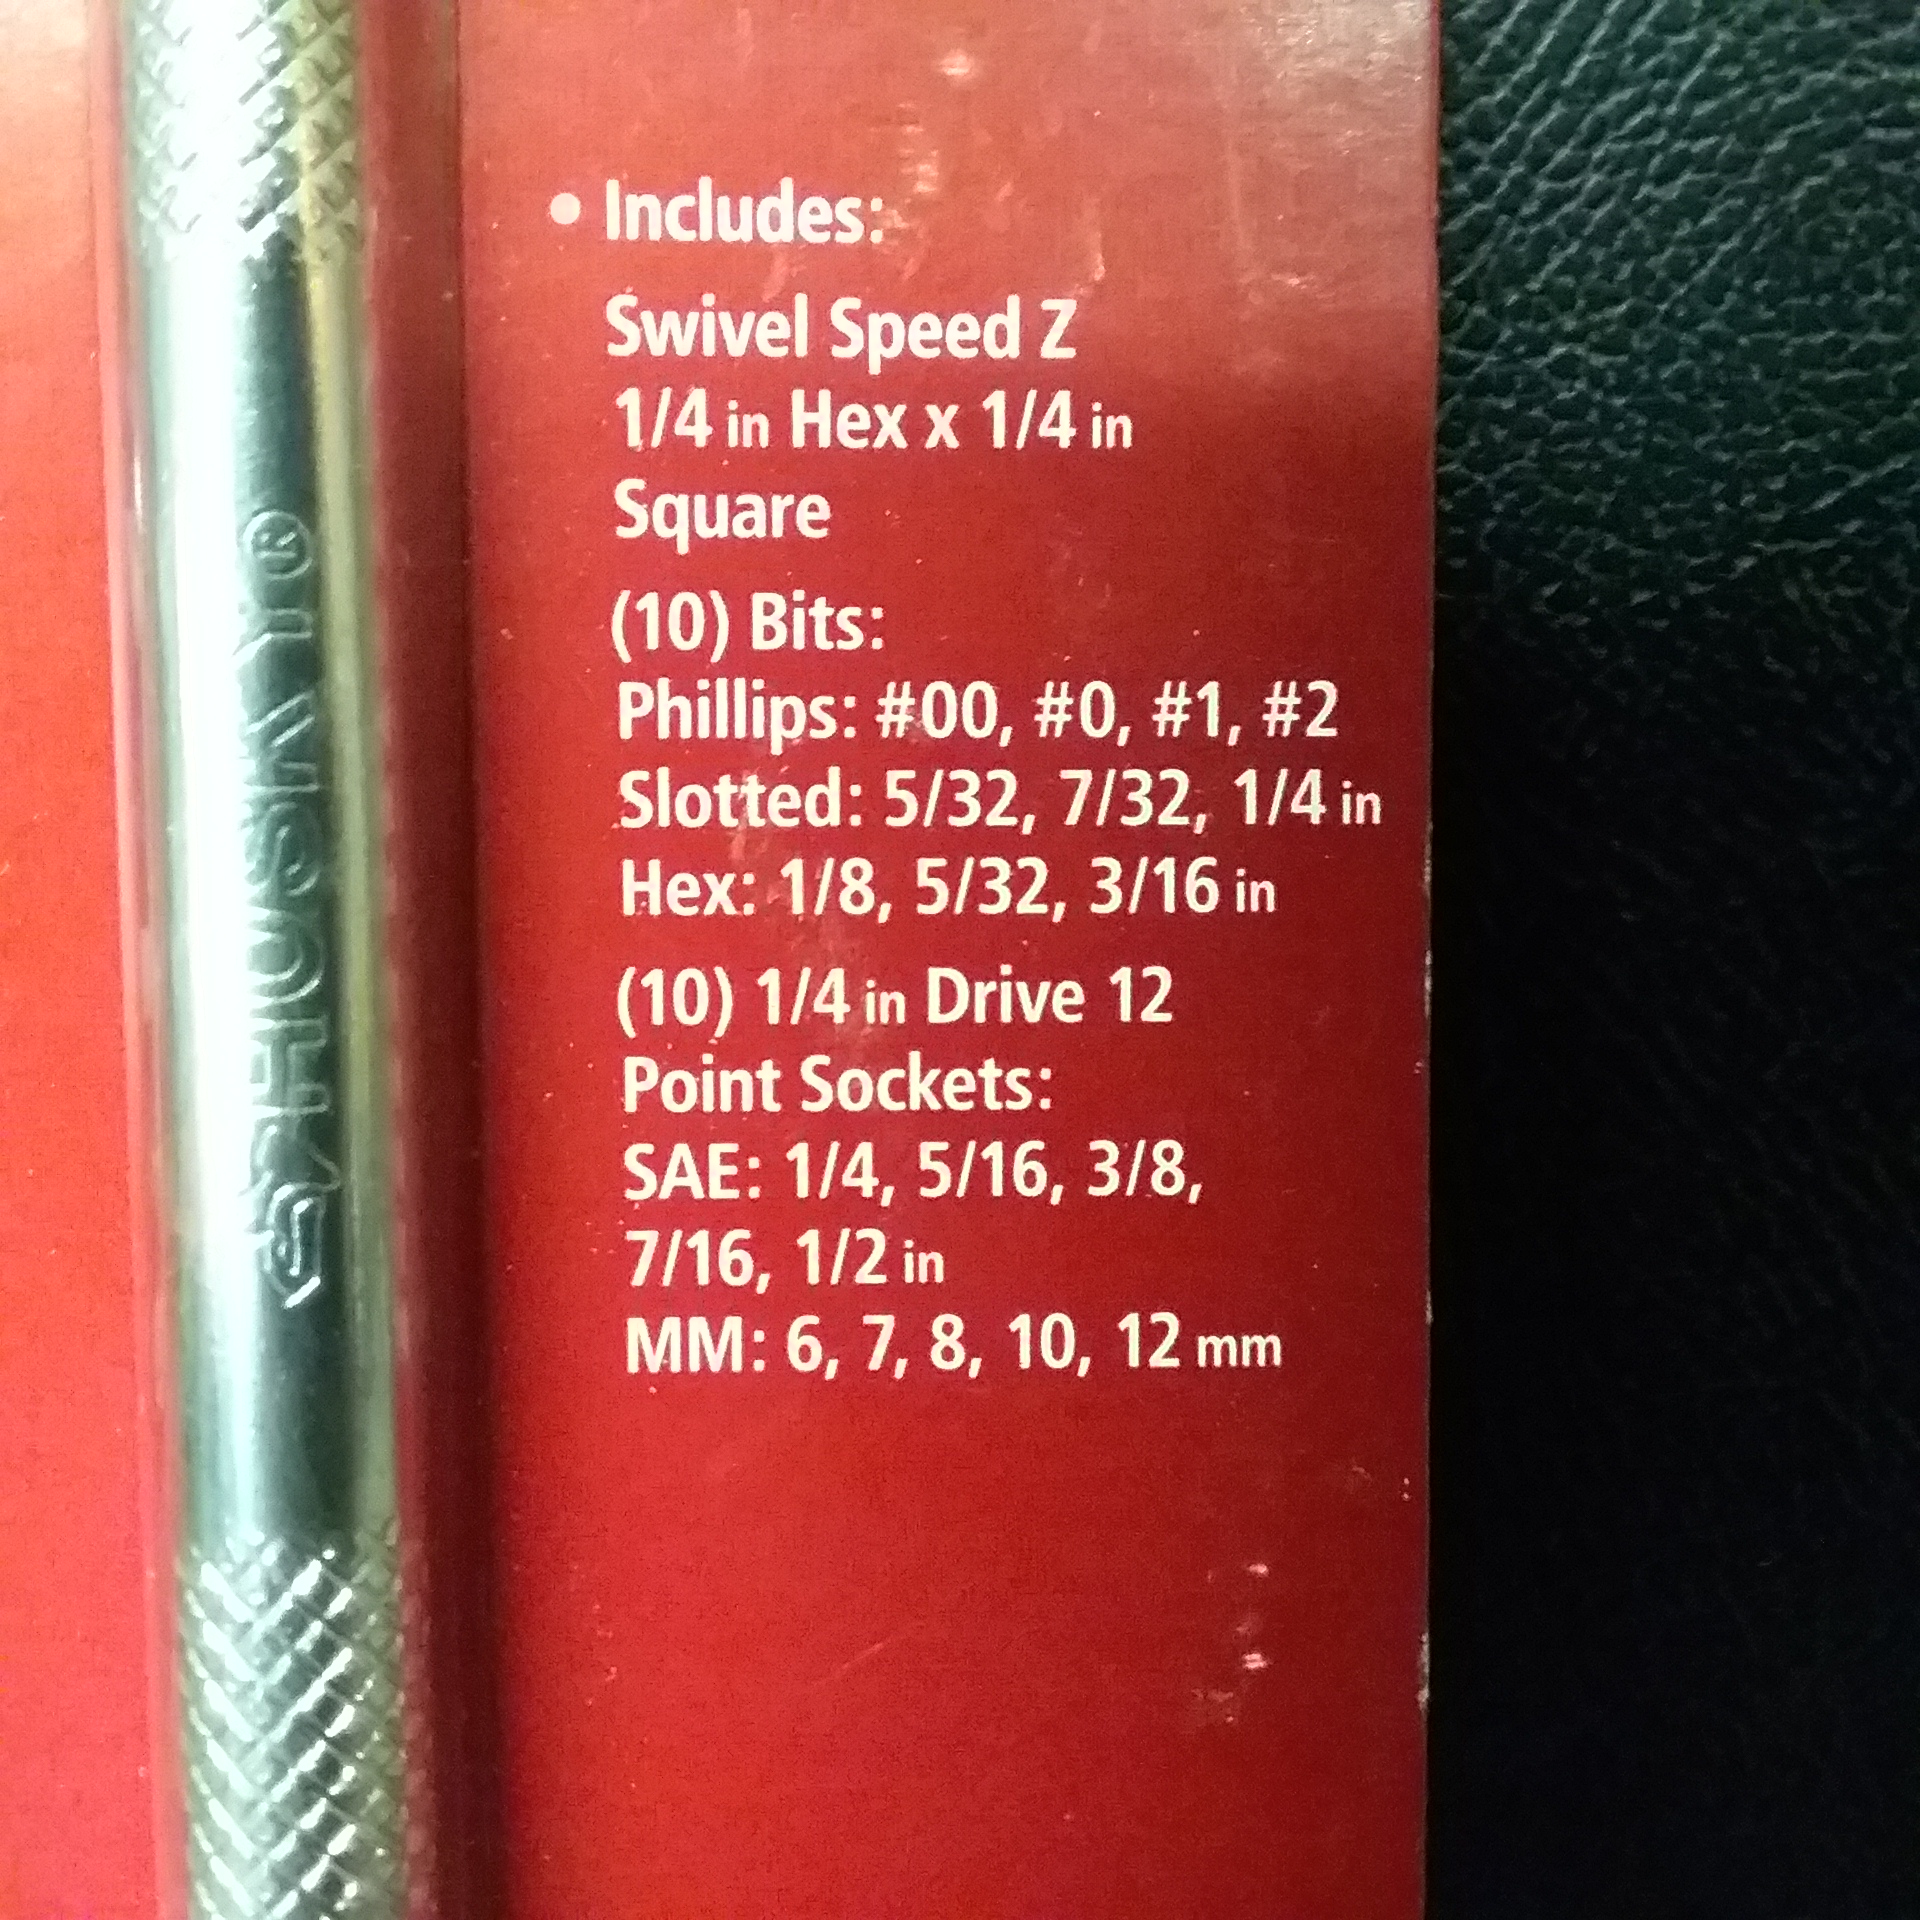 • Includes:
Swivel Speed Z
1/4 in Hex x 1/4 in
Square
(10) Bits:
Phillips: #00, #0, #1, #2
Slotted: 5/32, 7/32, 1/4 in
Hex: 1/8, 5/32, 3/16 in
(10) 1/4 in Drive 12
Point Sockets:
SAE: 1/4, 5/16, 3/8,
7/16, 1/2 in
MM: 6, 7, 8, 10, 12 mm
HUSKY®